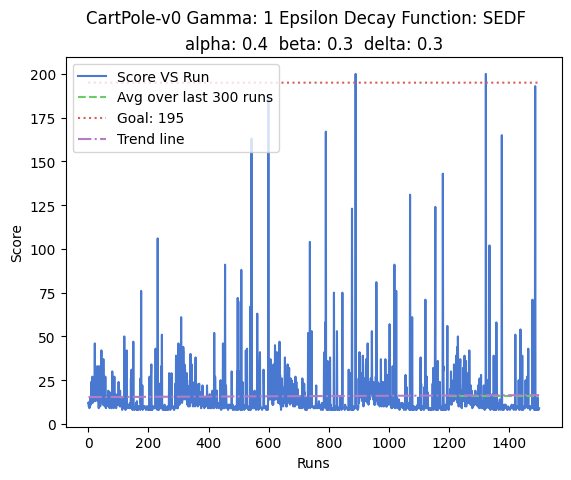 CartPole-v0 Gamma: 1 Epsilon Decay Function: SEDF
alpha: 0.4 beta: 0.3 delta: 0.3
Score VS Run
Avg over last 300 runs
Goal: 195
Trend line
200
175
150
125
100
75
50
25
0
Score
0 200 400 600 800 1000 1200 1400
Runs